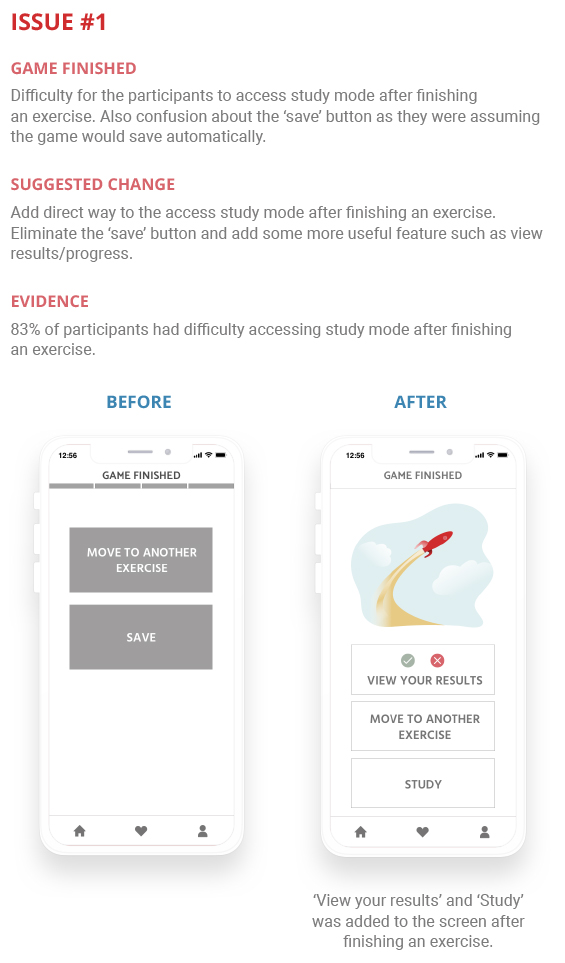 ISSUE #1
GAME FINISHED
Difficulty for the participants to access study mode after finishing
an exercise. Also confusion about the ‘save’ button as they were assuming
the game would save automatically.
SUGGESTED CHANGE
Add direct way to the access study mode after finishing an exercise.
Eliminate the ‘save’ button and add some more useful feature such as view
results/progress.
EVIDENCE
83% of participants had difficulty accessing study mode after finishing
an exercise.
BEFORE
12:56
GAME FINISHED
MOVE TO ANOTHER
EXERCISE
SAVE
AFTER
12:56
GAME FINISHED
VIEW YOUR RESULTS
MOVE TO ANOTHER
EXERCISE
STUDY
‘View your results’ and ‘Study’
was added to the screen after
finishing an exercise.